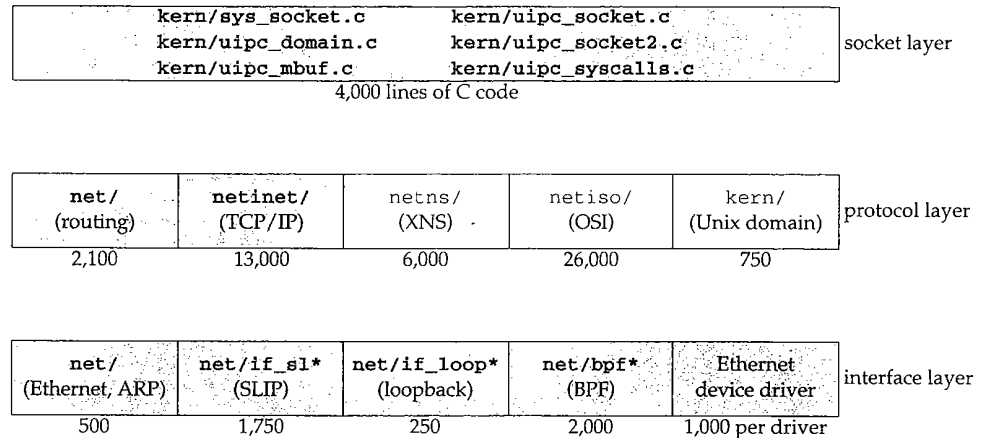 kern/sys_socket.c kern/uipc_socket.c
kern/uipc_domain.c kern/uipc_socket2.c socket layer
kern/uipc_mbuf.c kern/uipc_syscalls.c
4,000 lines of C code
net/ netinet/ netns/ netiso/ kern/
(routing) (TCP/IP) (XNS) (OSI) (Unix domain) protocol layer
2,100 13,000 6,000 26,000 750
net/ net/if_sl* net/if_loop* net/bpf* Ethernet
(Ethernet, ARP) (SLIP) (loopback) (BPF) device driver interface layer
500 1,750 250 2,000 1,000 per driver